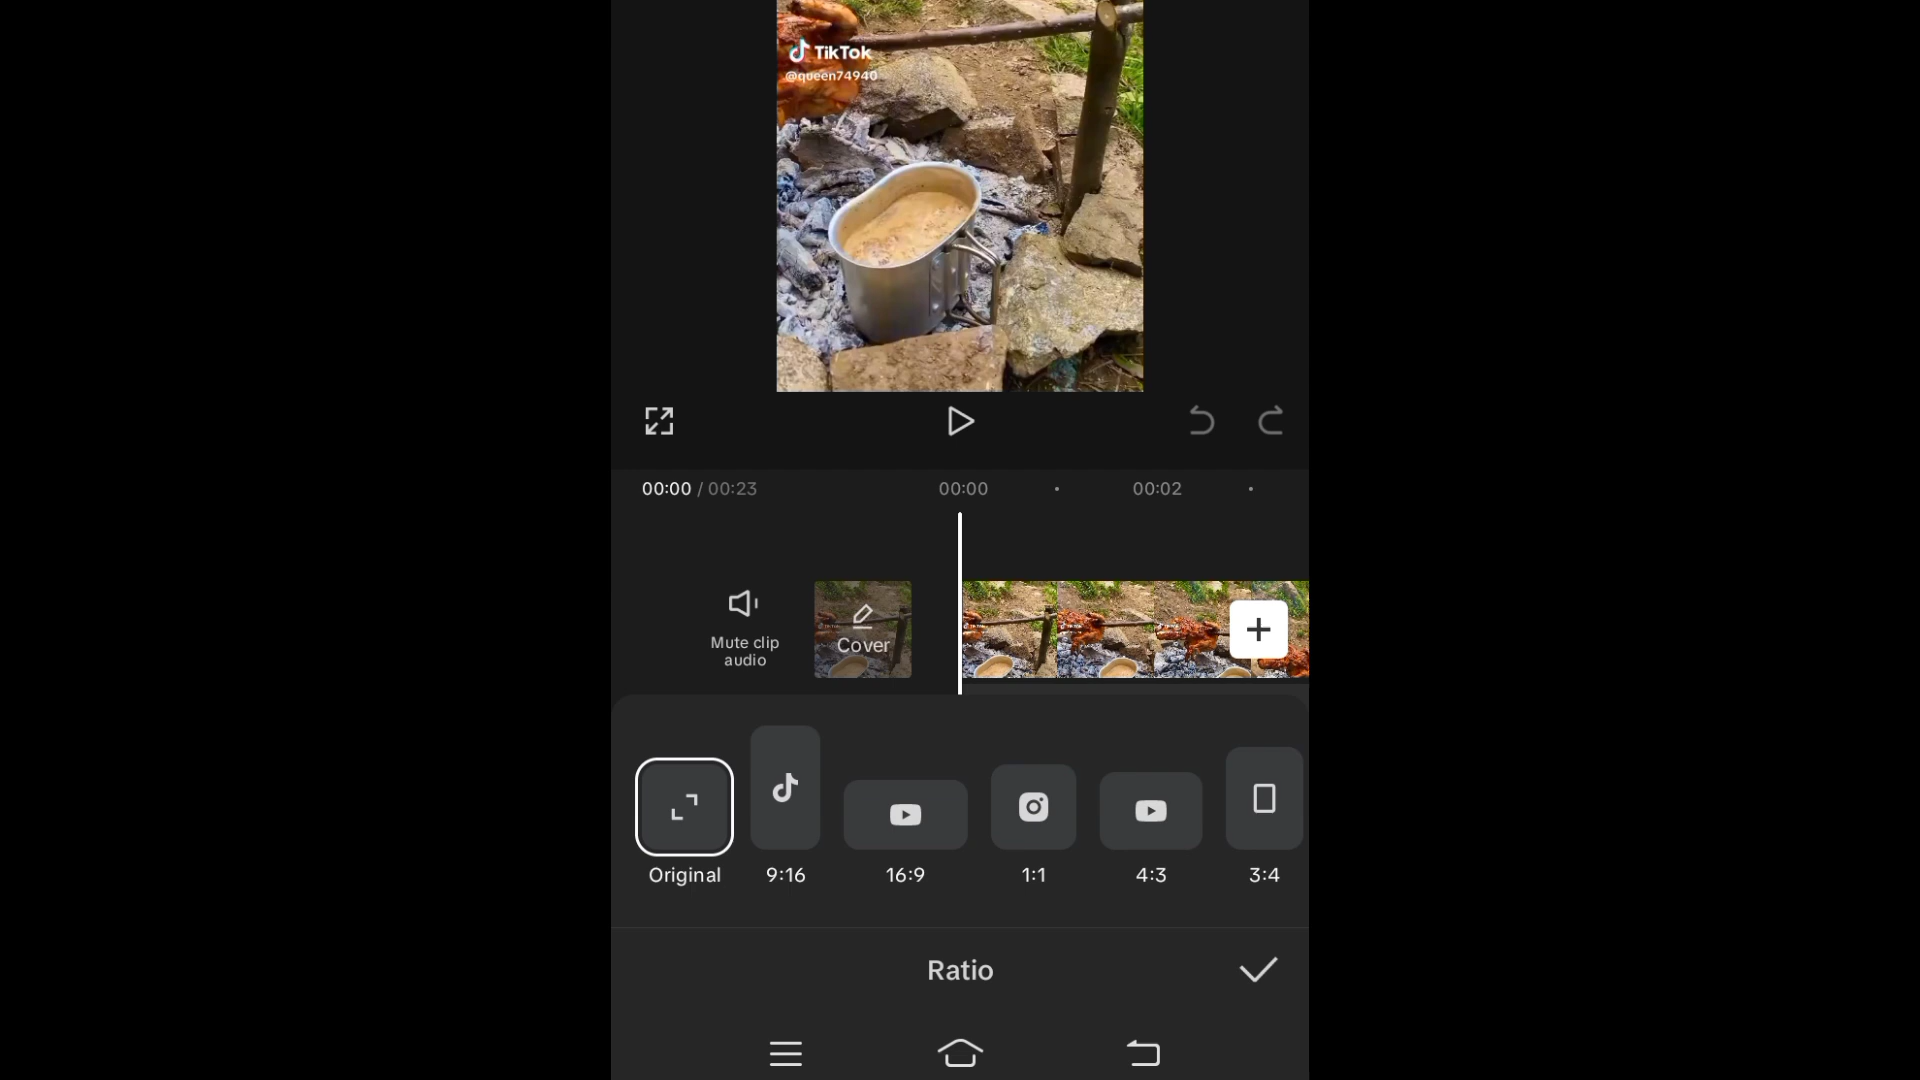 TikTok
@queen74940
00:00 / 00:23
00:00
00:02
Mute clip
audio
Cover
Original
9:16
16:9
1:1
4:3
3:4
Ratio